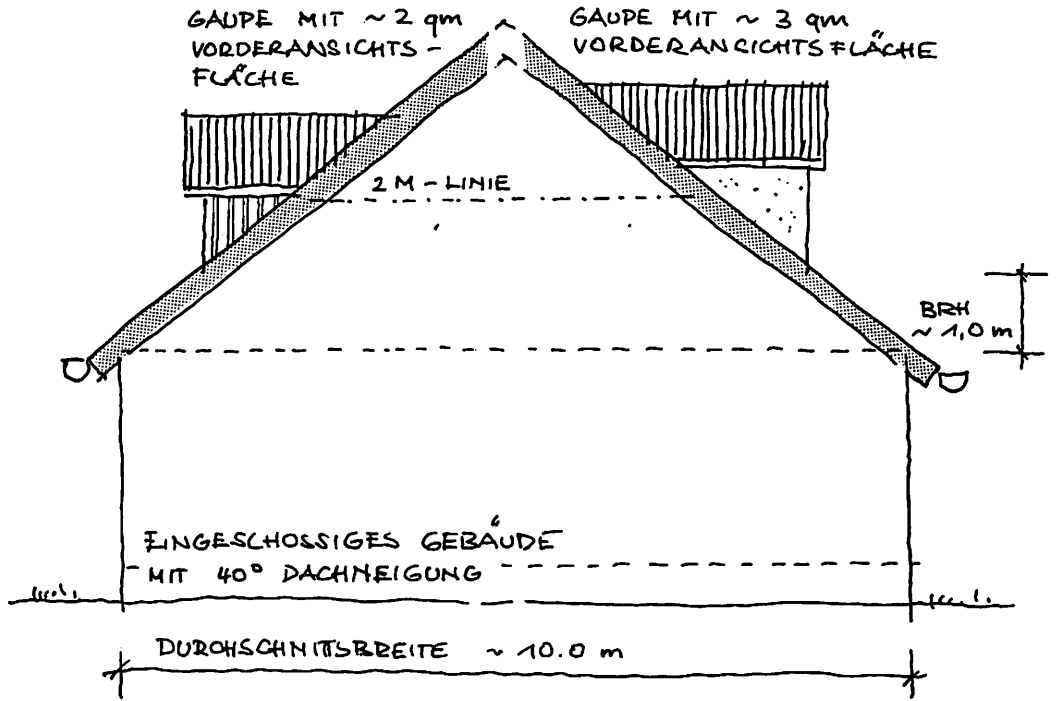 GAUPE MIT ~ 2 qm
VORDERANSICHTS-
FLÄCHE
GAUPE MIT ~ 3 qm
VORDERANCICHTSFLÄCHE
2 M - LINIE
BRH
~ 1,0 m
EINGESCHOSSIGES GEBÄUDE
MIT 40° DACHNEIGUNG
DURCHSCHNITTSBREITE ~ 10.0 m